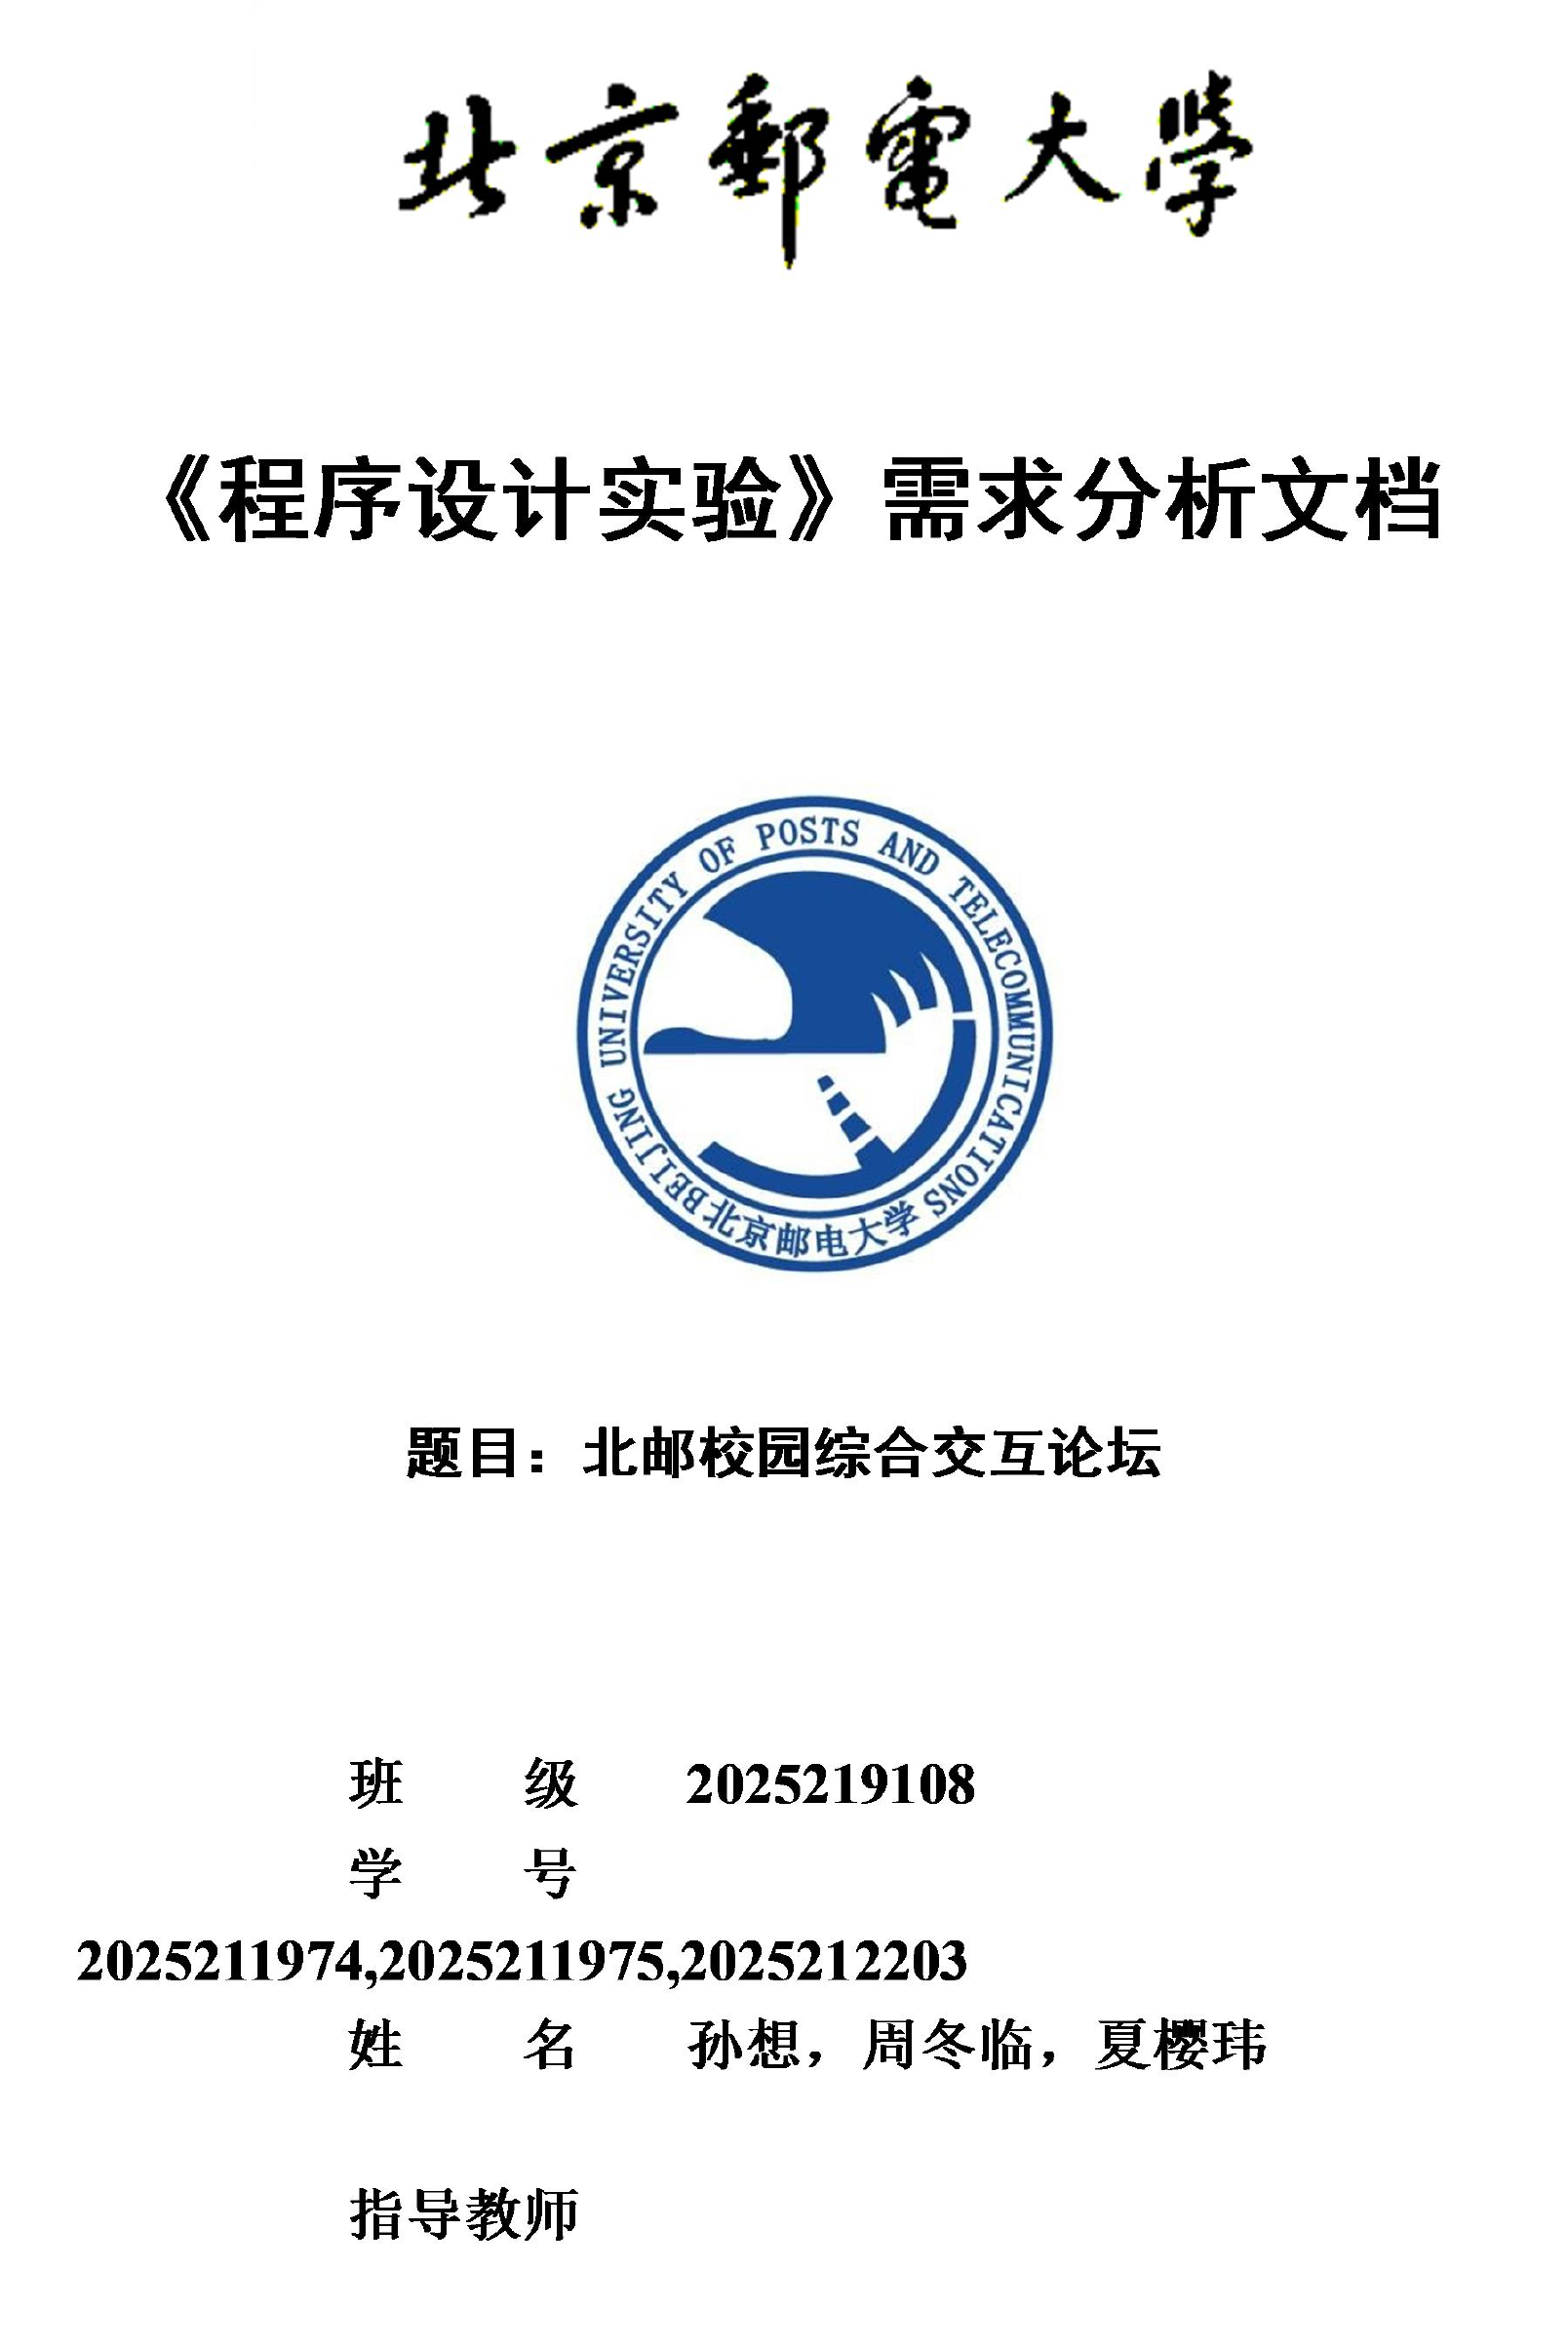 北京郵電大學
《程序设计实验》需求分析文档
BEIJING UNIVERSITY OF POSTS AND TELECOMMUNICATIONS
北京邮电大学
题目：北邮校园综合交互论坛
班 级 2025219108
学 号
2025211974,2025211975,2025212203
姓 名 孙想，周冬临，夏樱玮
指导教师